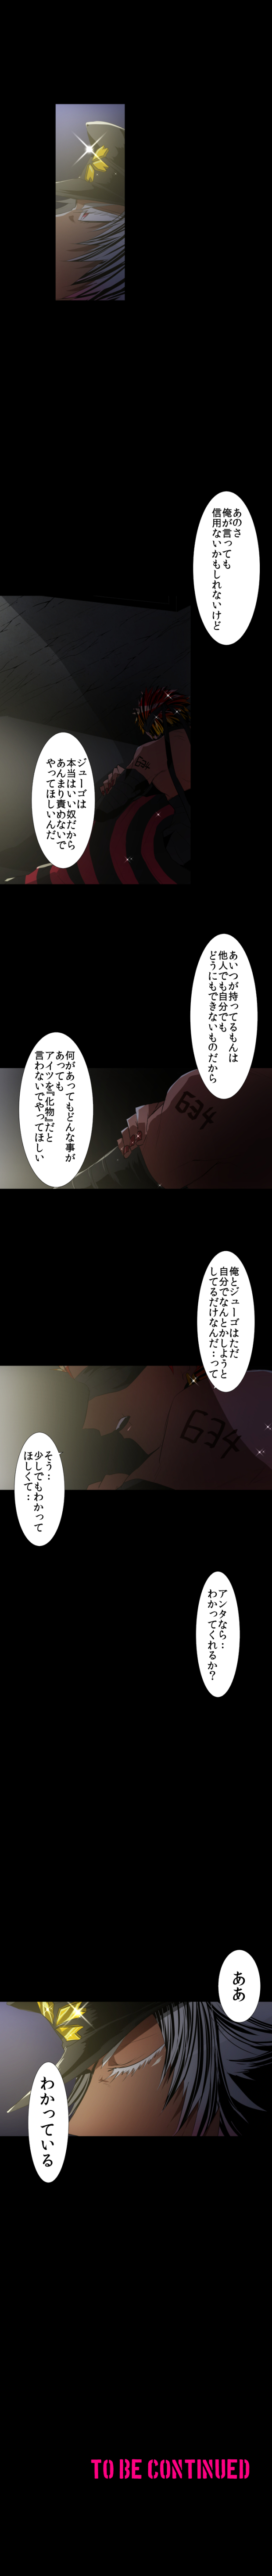 あのさ
俺が言っても
信用ないかもしれないけど
ジューゴは
本当はいい奴だから
あんまり責めないで
やってほしいんだ
あいつが持ってるもんは
他人でも自分でも
どうにもできないものだから
634
何があってもどんな事が
あっても
アイツを『化物』だと
言わないでやってほしい
俺とジューゴはただ
自分でなんとかしようと
してるだけなんだ…って
634
そう…
少しでもわかって
ほしくて…
アンタなら…
わかってくれるか?
ああ
わかっている
TO BE CONTINUED